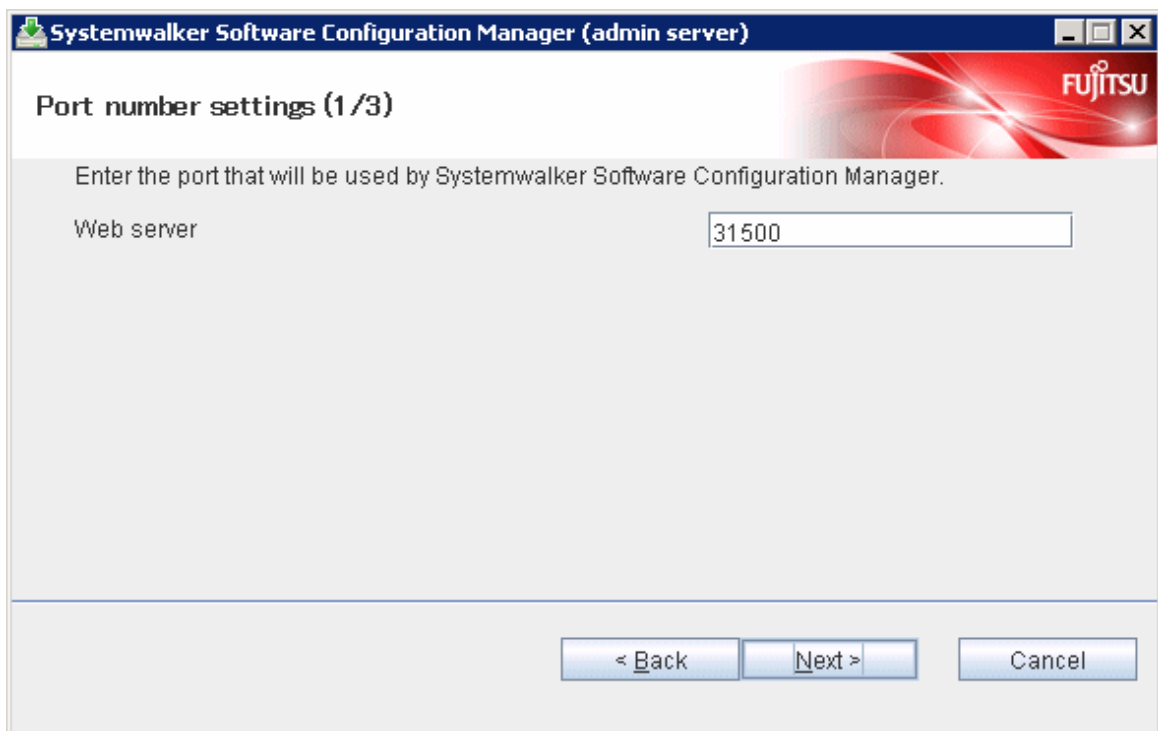 Systemwalker Software Configuration Manager (admin server)
FUJITSU
Port number settings (1/3)
Enter the port that will be used by Systemwalker Software Configuration Manager.
Web server
31500
< Back
Next >
Cancel